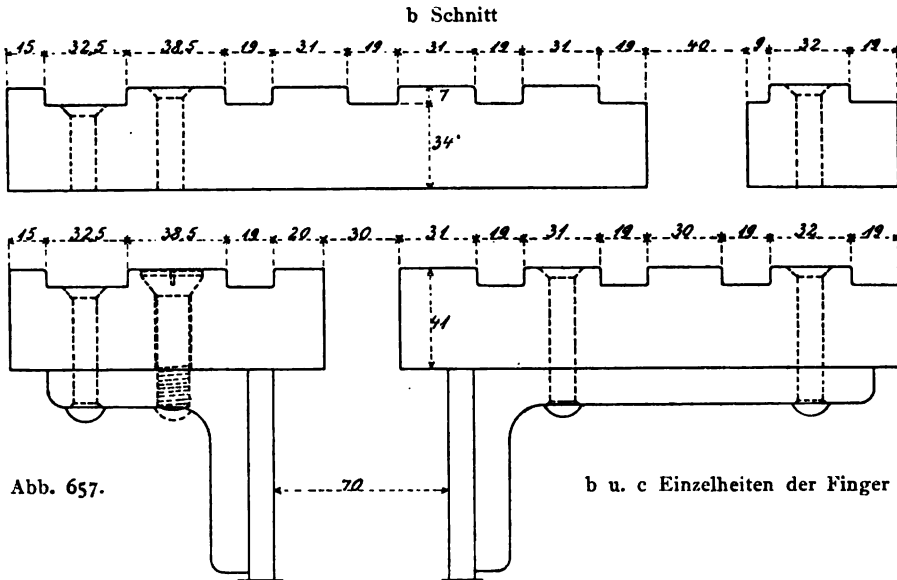 b Schnitt
15 32,5 38,5 19 31 19 31 19 31 19 40 9 32 19
7
34
15 32,5 38,5 19 20 30 31 19 31 19 30 19 32 19
41
70
Abb. 657.
b u. c Einzelheiten der Finger